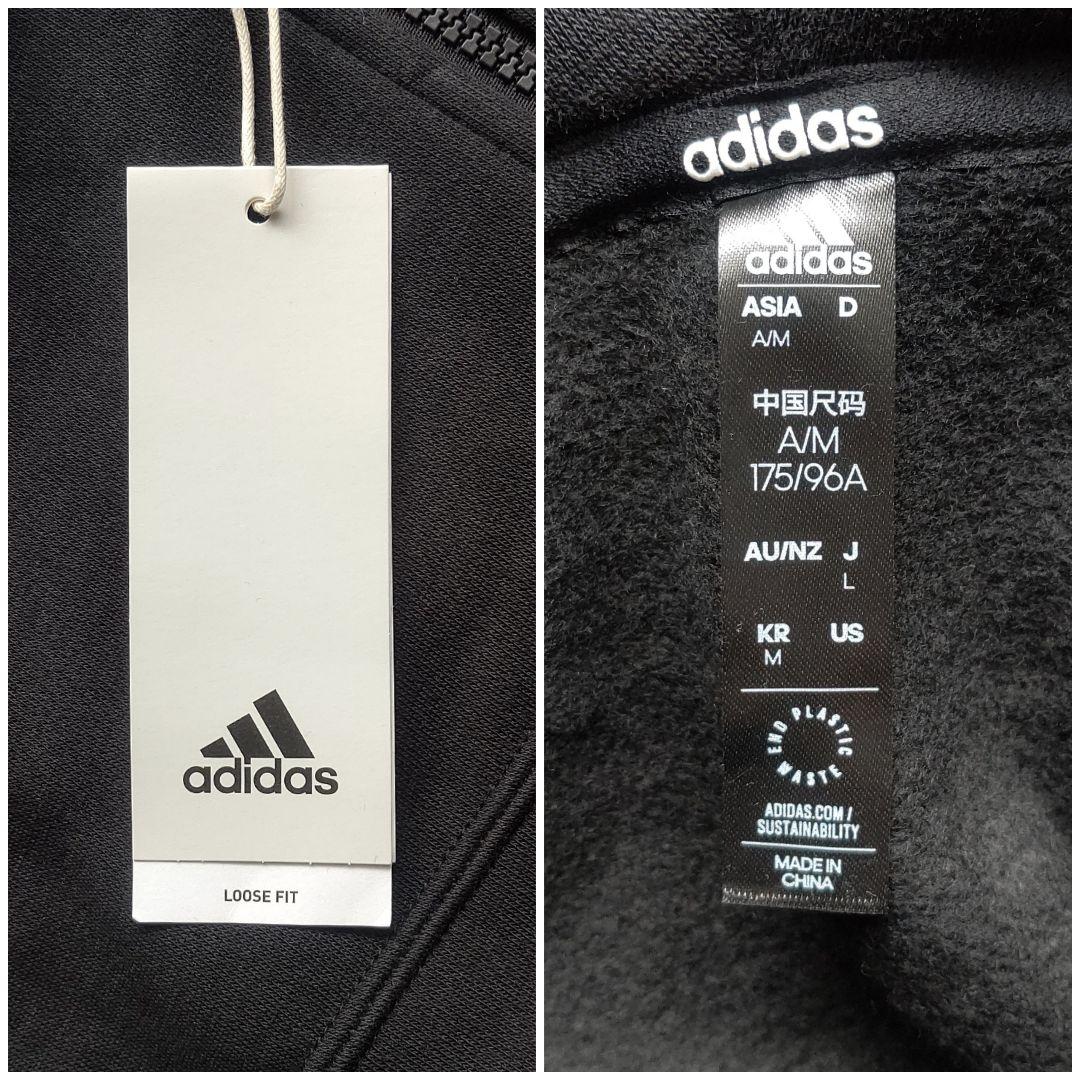 adidas
LOOSE FIT
adidas
adidas
ASIA D
A/M
中国尺码
A/M
175/96A
AU/NZ J
L
KR US
M
END PLASTIC WASTE
ADIDAS.COM/
SUSTAINABILITY
MADE IN
CHINA